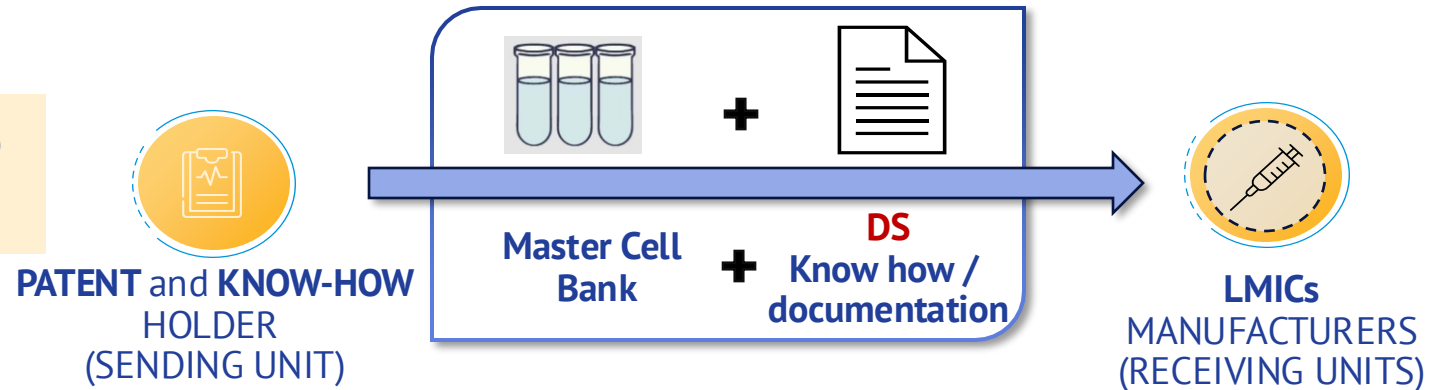 PATENT and KNOW-HOW
HOLDER
(SENDING UNIT)
Master Cell
Bank
DS
Know how /
documentation
LMICs
MANUFACTURERS
(RECEIVING UNITS)